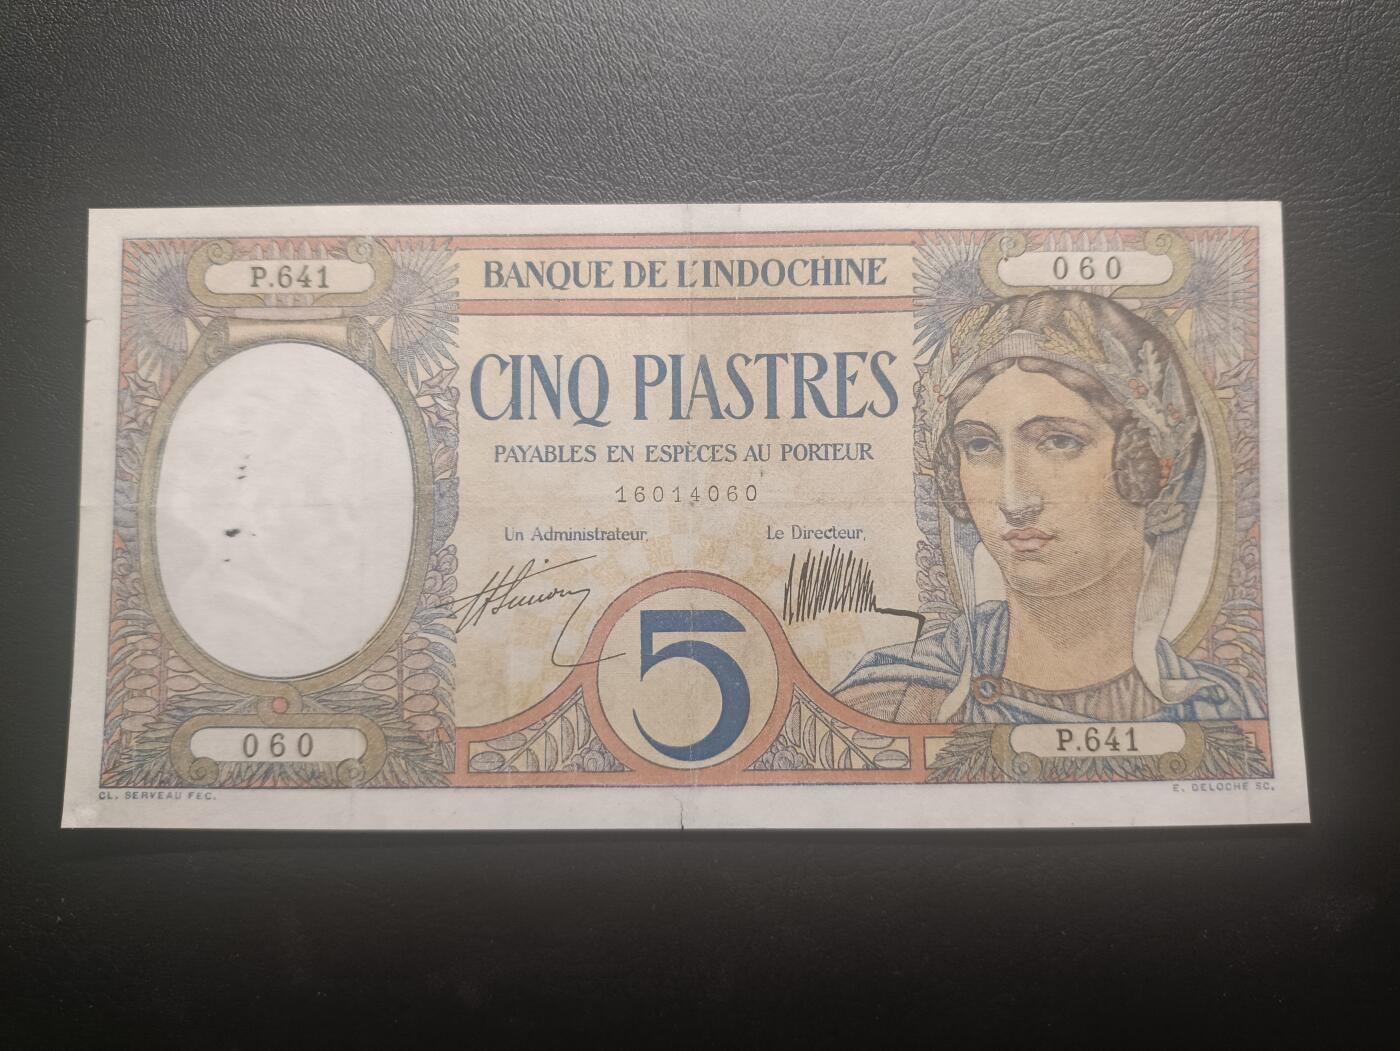 P.641
BANQUE DE L'INDOCHINE
060
CINQ PIASTRES
PAYABLES EN ESPÈCES AU PORTEUR
16014060
Un Administrateur,
Le Directeur,
5
060
P.641
CL. SERVEAU FEC.
E. DELOCHE SC.